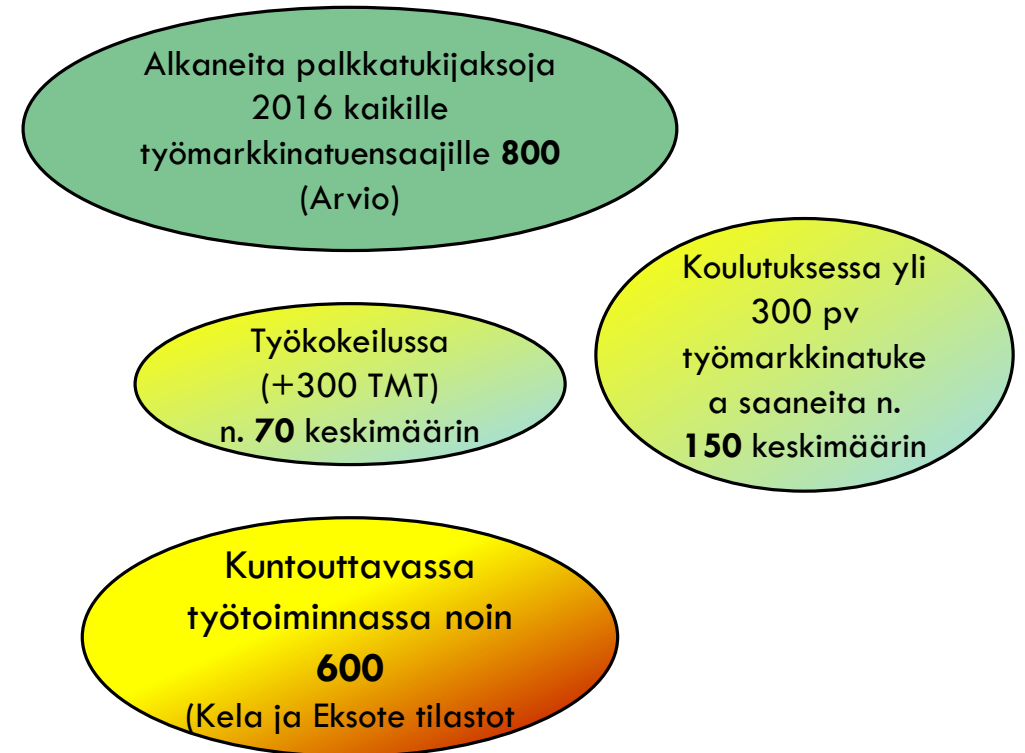 Alkaneita palkkatukijaksoja
2016 kaikille
työmarkkinatuensaajille 800
(Arvio)
Koulutuksessa yli
300 pv
työmarkkinatuke
a saaneita n.
150 keskimäärin
Työkokeilussa
(+300 TMT)
n. 70 keskimäärin
Kuntouttavassa
työtoiminnassa noin
600
(Kela ja Eksote tilastot